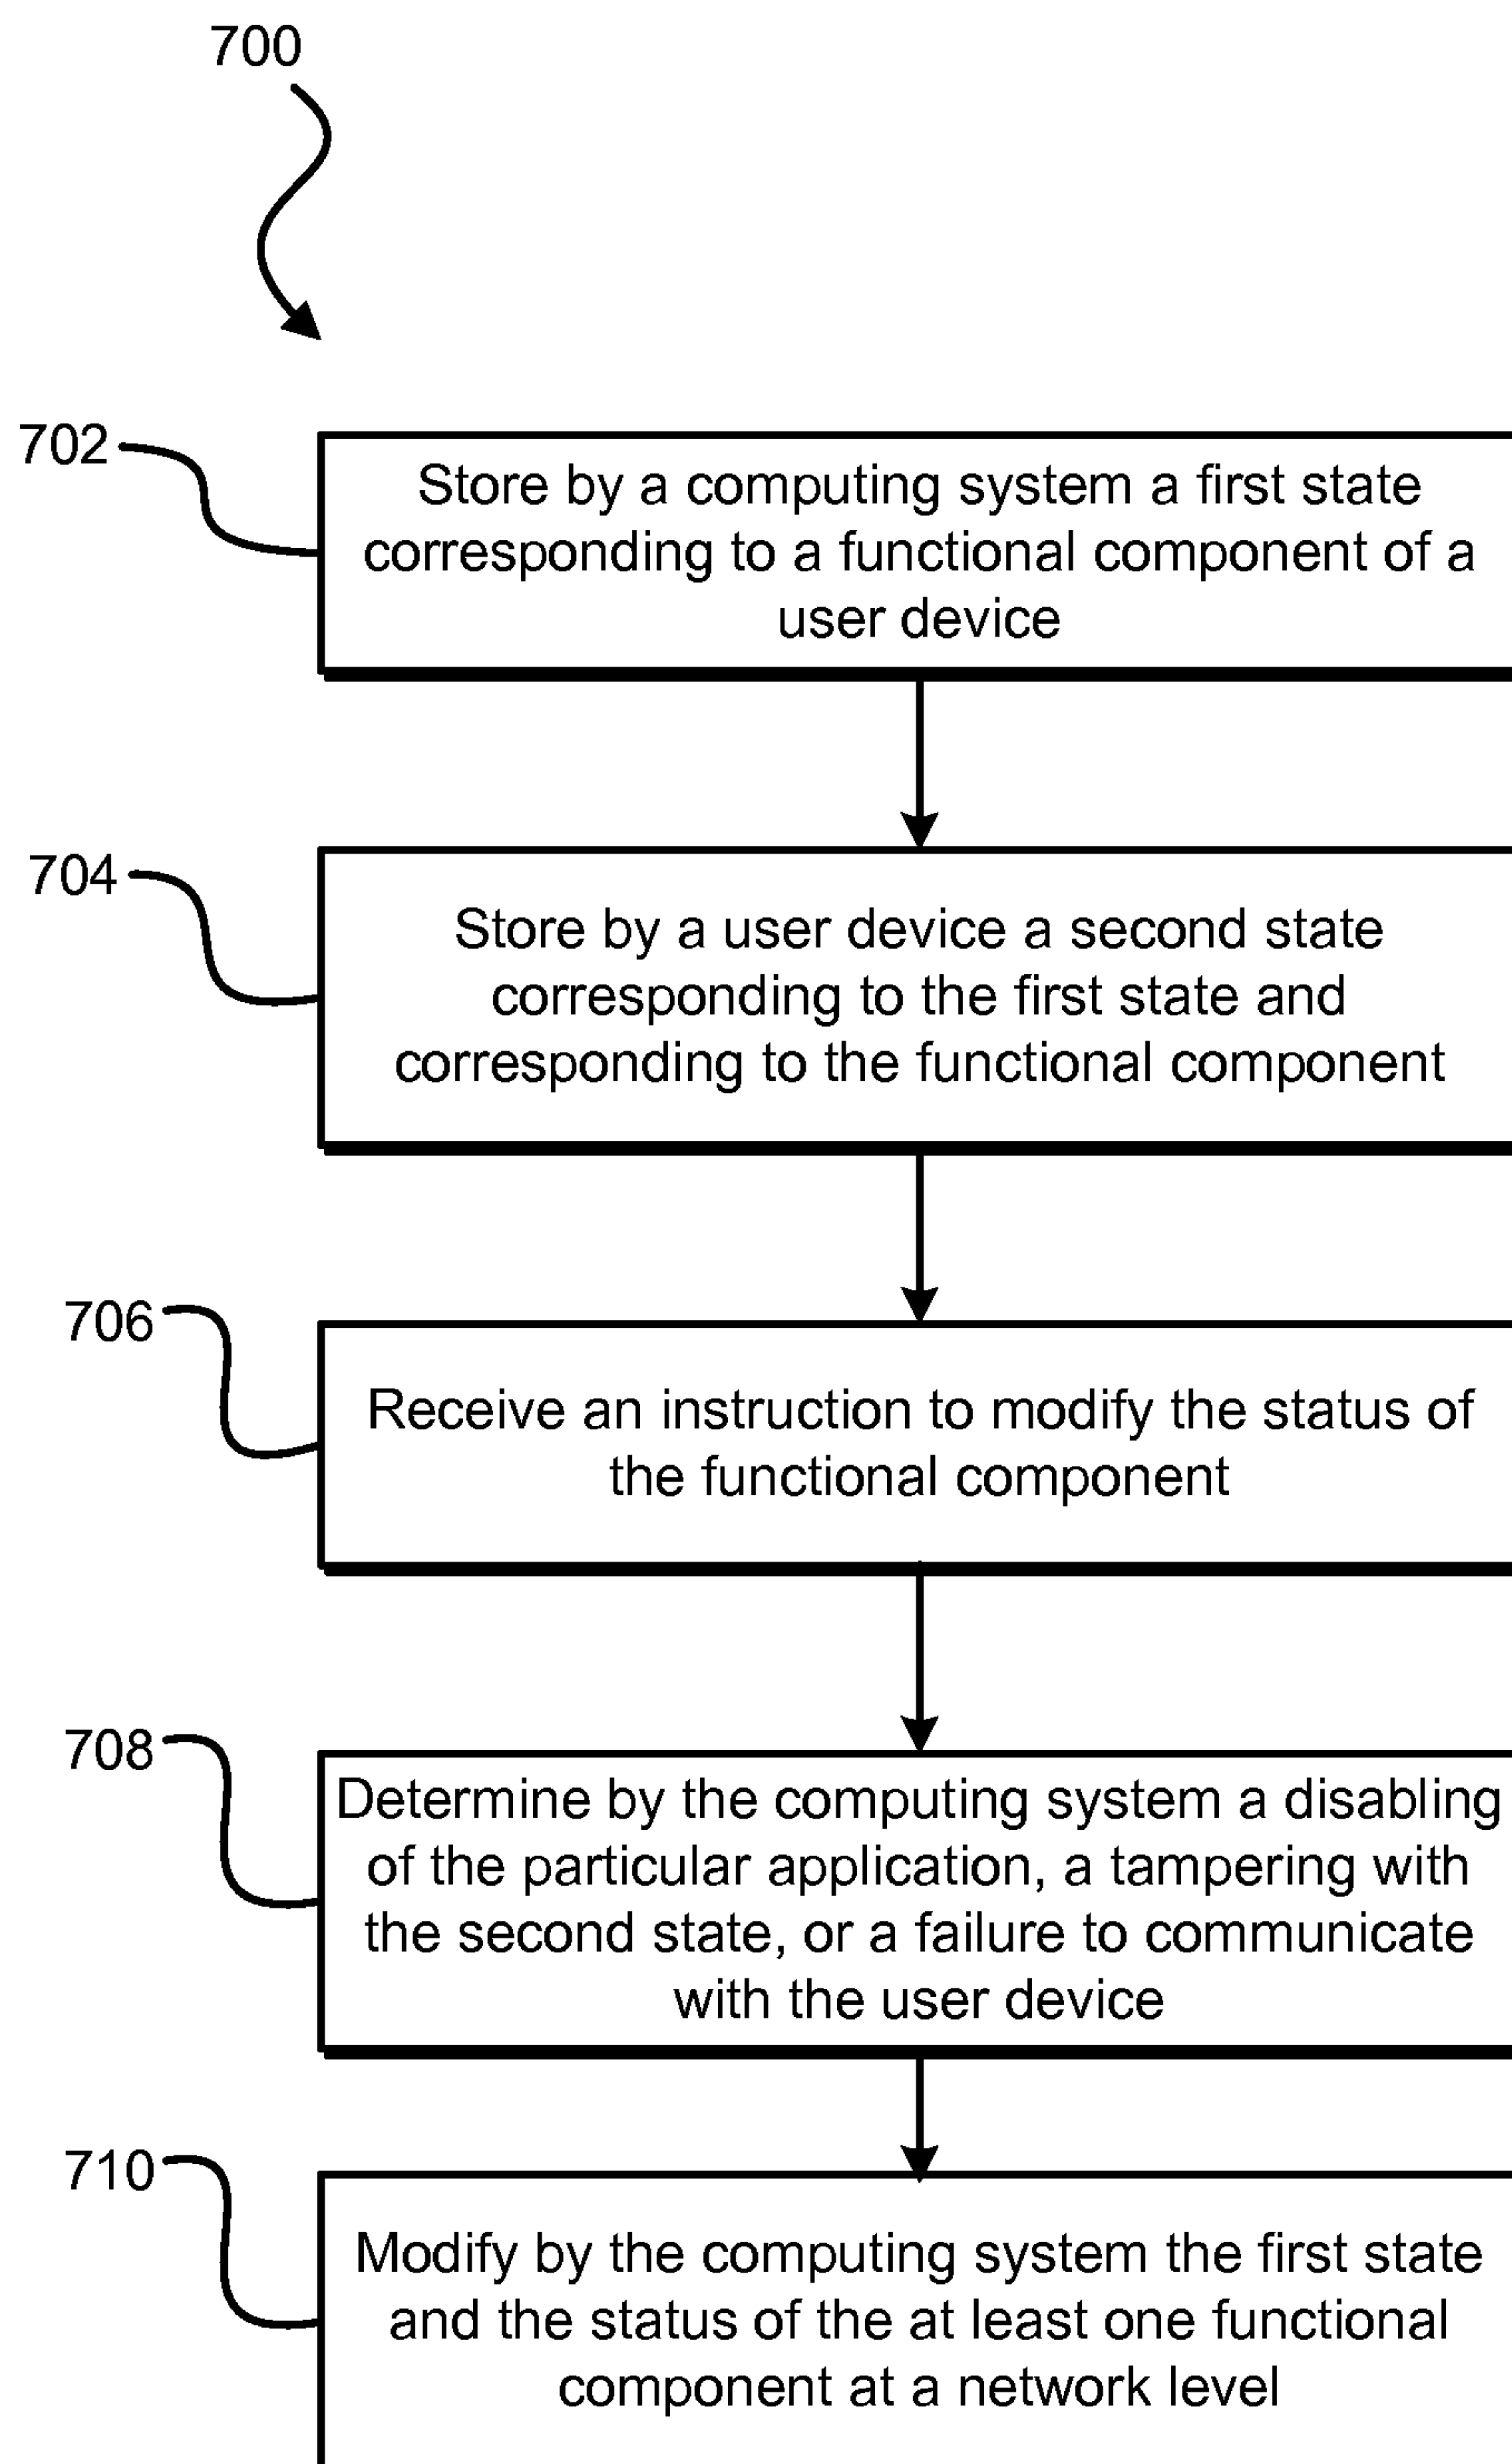 700
702
Store by a computing system a first state
corresponding to a functional component of a
user device
704
Store by a user device a second state
corresponding to the first state and
corresponding to the functional component
706
Receive an instruction to modify the status of
the functional component
708
Determine by the computing system a disabling
of the particular application, a tampering with
the second state, or a failure to communicate
with the user device
710
Modify by the computing system the first state
and the status of the at least one functional
component at a network level